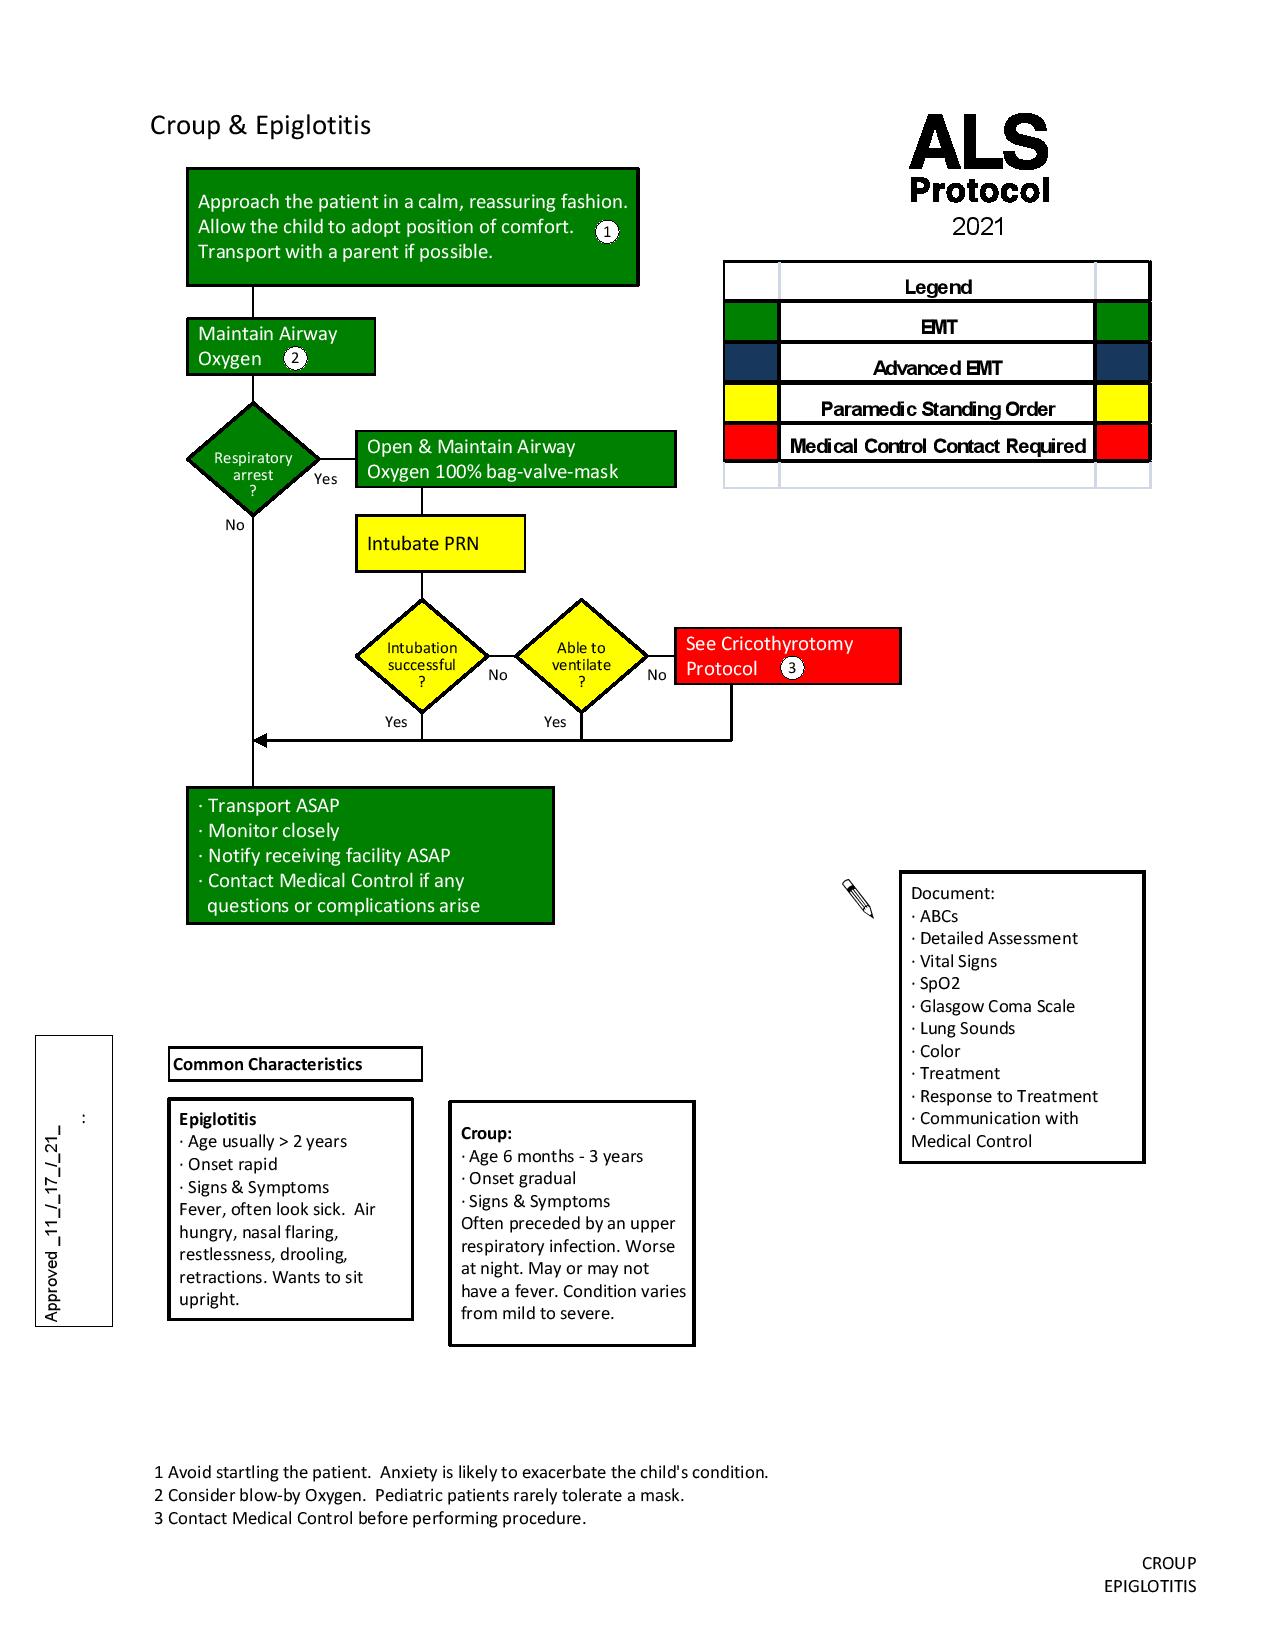 Croup & Epiglotitis
ALS
Protocol
2021
Approach the patient in a calm, reassuring fashion.
Allow the child to adopt position of comfort. 1
Transport with a parent if possible.
Legend
EMT
Advanced EMT
Paramedic Standing Order
Medical Control Contact Required
Maintain Airway
Oxygen 2
Respiratory
arrest
?
Yes
No
Open & Maintain Airway
Oxygen 100% bag-valve-mask
Intubate PRN
Intubation
successful
?
No
Yes
Able to
ventilate
?
No
Yes
See Cricothyrotomy
Protocol 3
· Transport ASAP
· Monitor closely
· Notify receiving facility ASAP
· Contact Medical Control if any
questions or complications arise
Document:
· ABCs
· Detailed Assessment
· Vital Signs
· SpO2
· Glasgow Coma Scale
· Lung Sounds
· Color
· Treatment
· Response to Treatment
· Communication with
Medical Control
Approved _11_/_17_/_21_
:
Common Characteristics
Epiglotitis
· Age usually > 2 years
· Onset rapid
· Signs & Symptoms
Fever, often look sick.  Air
hungry, nasal flaring,
restlessness, drooling,
retractions. Wants to sit
upright.
Croup:
· Age 6 months - 3 years
· Onset gradual
· Signs & Symptoms
Often preceded by an upper
respiratory infection. Worse
at night. May or may not
have a fever. Condition varies
from mild to severe.
1 Avoid startling the patient.  Anxiety is likely to exacerbate the child's condition.
2 Consider blow-by Oxygen.  Pediatric patients rarely tolerate a mask.
3 Contact Medical Control before performing procedure.
CROUP
EPIGLOTITIS